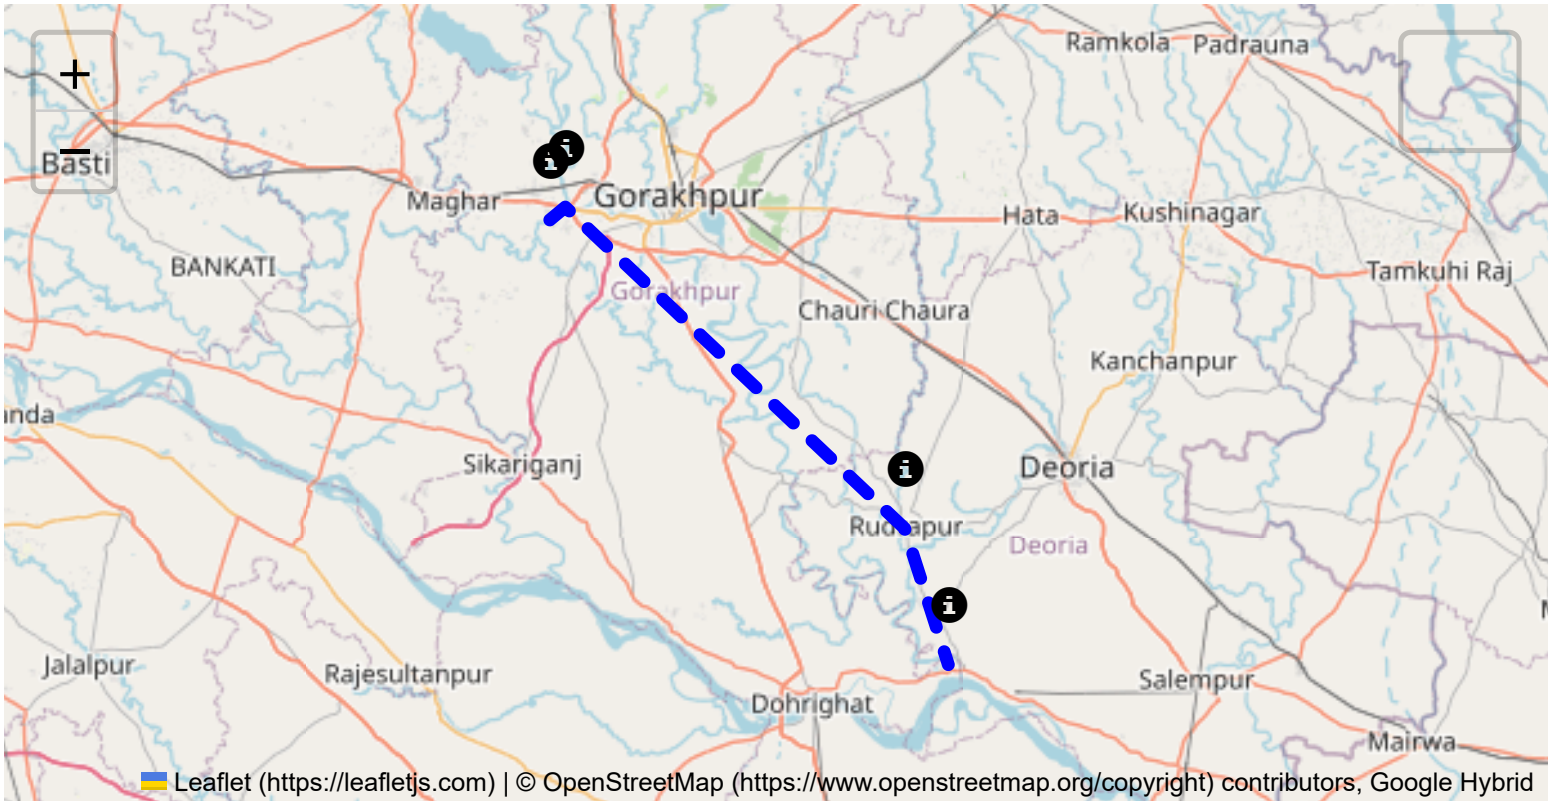 Ramkola
Padrauna
+
−
Basti
i
i
Maghar
Gorakhpur
Hata
Kushinagar
BANKATI
Tamkuhi Raj
Gorakhpur
Chauri Chaura
Kanchanpur
anda
Sikariganj
i
Deoria
Rudrapur
Deoria
i
Jalalpur
Rajesultanpur
Salempur
Dohrighat
Mairwa
Leaflet (https://leafletjs.com) | © OpenStreetMap (https://www.openstreetmap.org/copyright) contributors, Google Hybrid